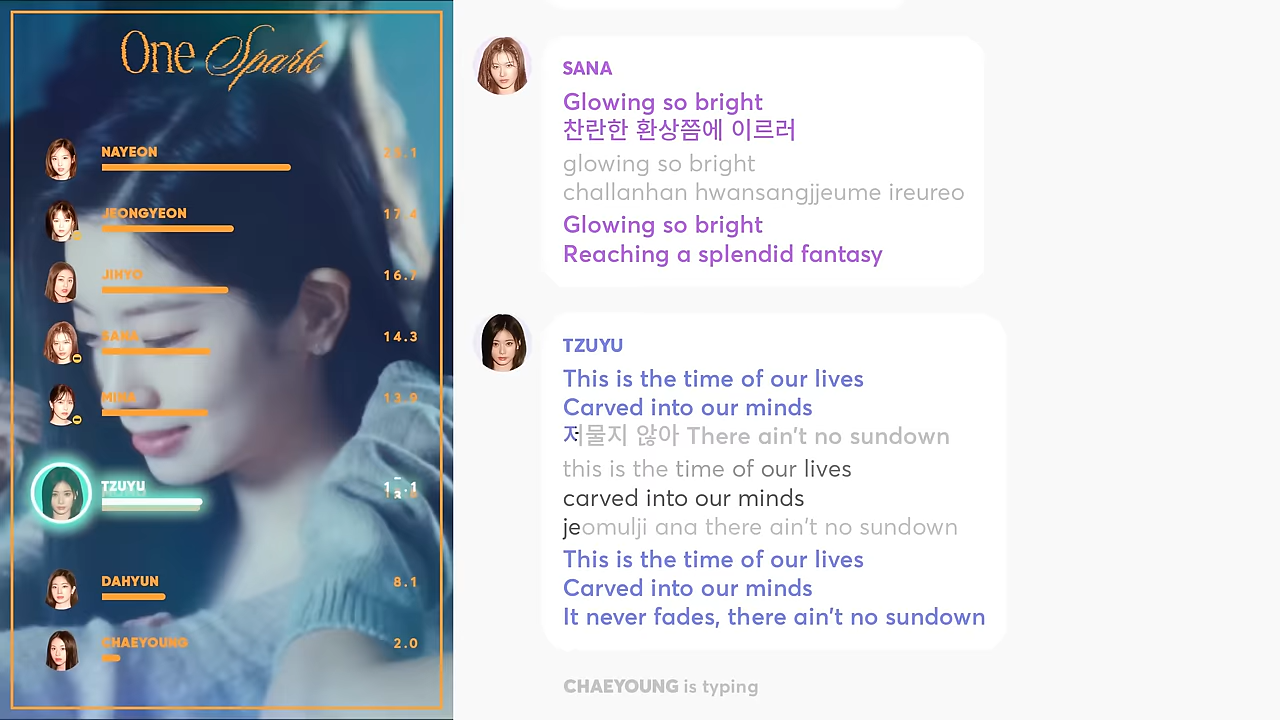 One Spark
NAYEON
JEONGYEON 17.4
JIHYO 16.7
SANA 14.3
MINA 13.9
TZUYU
DAHYUN 8.1
CHAEYOUNG 2.0
SANA
Glowing so bright
찬란한 환상쯤에 이르러
glowing so bright
challanhan hwansangjjeume ireureo
Glowing so bright
Reaching a splendid fantasy
TZUYU
This is the time of our lives
Carved into our minds
저물지 않아 There ain't no sundown
this is the time of our lives
carved into our minds
jeomulji ana there ain't no sundown
This is the time of our lives
Carved into our minds
It never fades, there ain't no sundown
CHAEYOUNG is typing